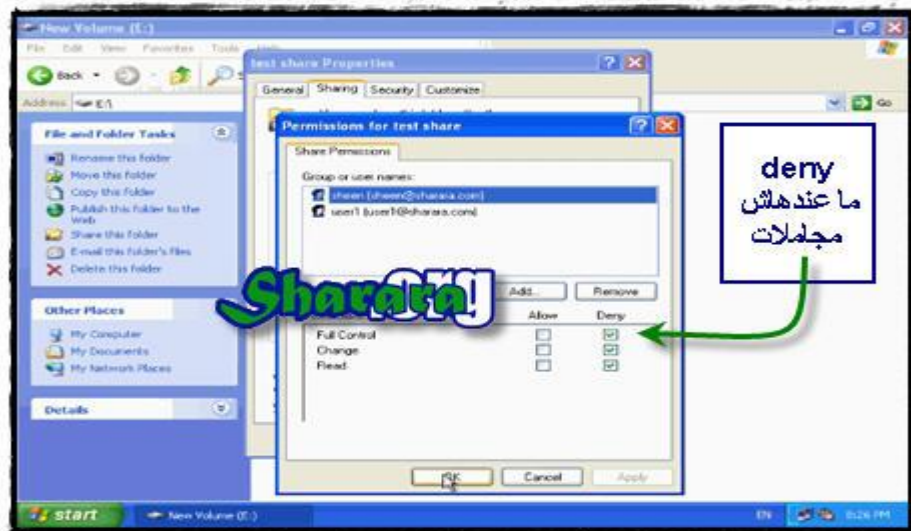 New Volume (E:)
File Edit View Favorites Tools Help
Back
Address E:\ Go
File and Folder Tasks
Rename this folder
Move this folder
Copy this folder
Publish this folder to the
Web
Share this folder
E-mail this folder's files
Delete this folder
Other Places
My Computer
My Documents
My Network Places
Details
test share Properties
General Sharing Security Customize
Permissions for test share
Share Permissions
Group or user names:
sheen (sheen@sharara.com)
user1 (user1@sharara.com)
Add... Remove
Sharara.org
Allow Deny
Full Control
Change
Read
OK Cancel Apply
deny
ما عندهاش
مجاملات
start New Volume (E:) EN 8:26 PM